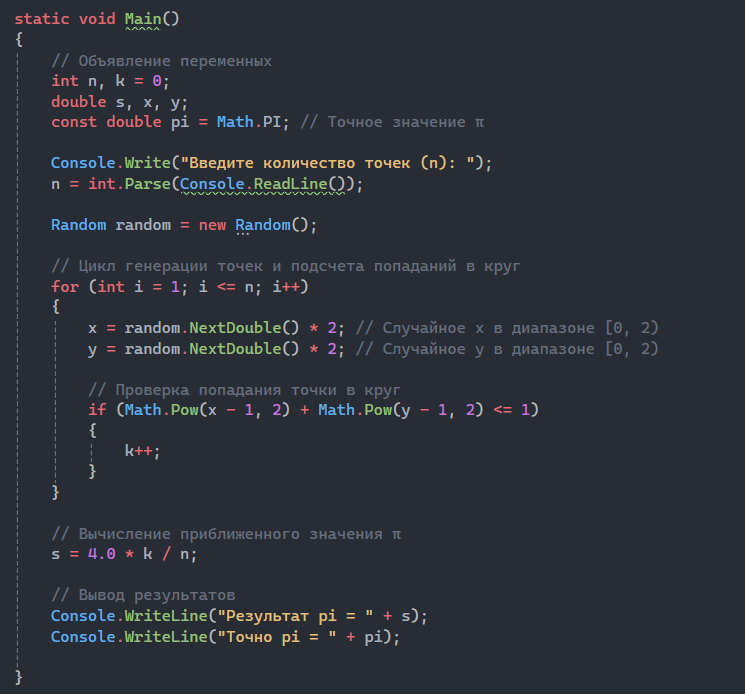 static void Main()
{
    // Объявление переменных
    int n, k = 0;
    double s, x, y;
    const double pi = Math.PI; // Точное значение π

    Console.Write("Введите количество точек (n): ");
    n = int.Parse(Console.ReadLine());

    Random random = new Random();

    // Цикл генерации точек и подсчета попаданий в круг
    for (int i = 1; i <= n; i++)
    {
        x = random.NextDouble() * 2; // Случайное x в диапазоне [0, 2)
        y = random.NextDouble() * 2; // Случайное y в диапазоне [0, 2)

        // Проверка попадания точки в круг
        if (Math.Pow(x - 1, 2) + Math.Pow(y - 1, 2) <= 1)
        {
            k++;
        }
    }

    // Вычисление приближенного значения π
    s = 4.0 * k / n;

    // Вывод результатов
    Console.WriteLine("Результат pi = " + s);
    Console.WriteLine("Точно pi = " + pi);

}